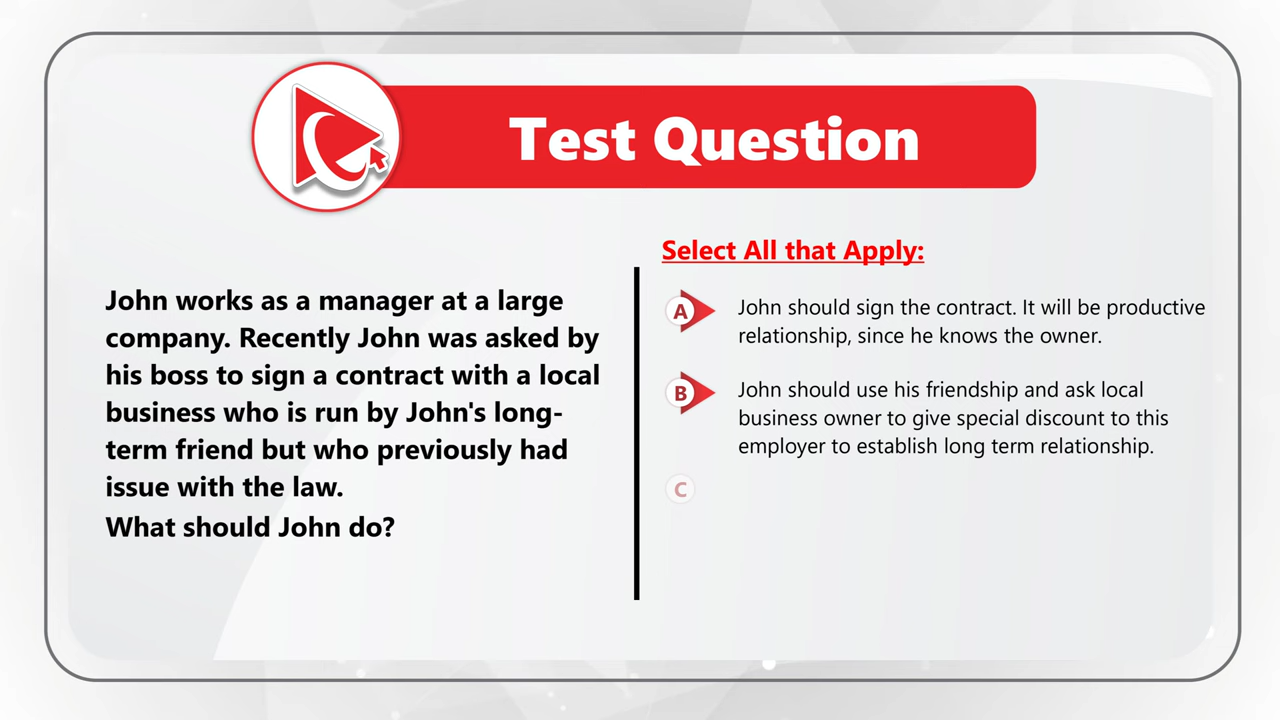 Test Question
John works as a manager at a large
company. Recently John was asked by
his boss to sign a contract with a local
business who is run by John's long-
term friend but who previously had
issue with the law.
What should John do?
Select All that Apply:
A
John should sign the contract. It will be productive
relationship, since he knows the owner.
B
John should use his friendship and ask local
business owner to give special discount to this
employer to establish long term relationship.
C